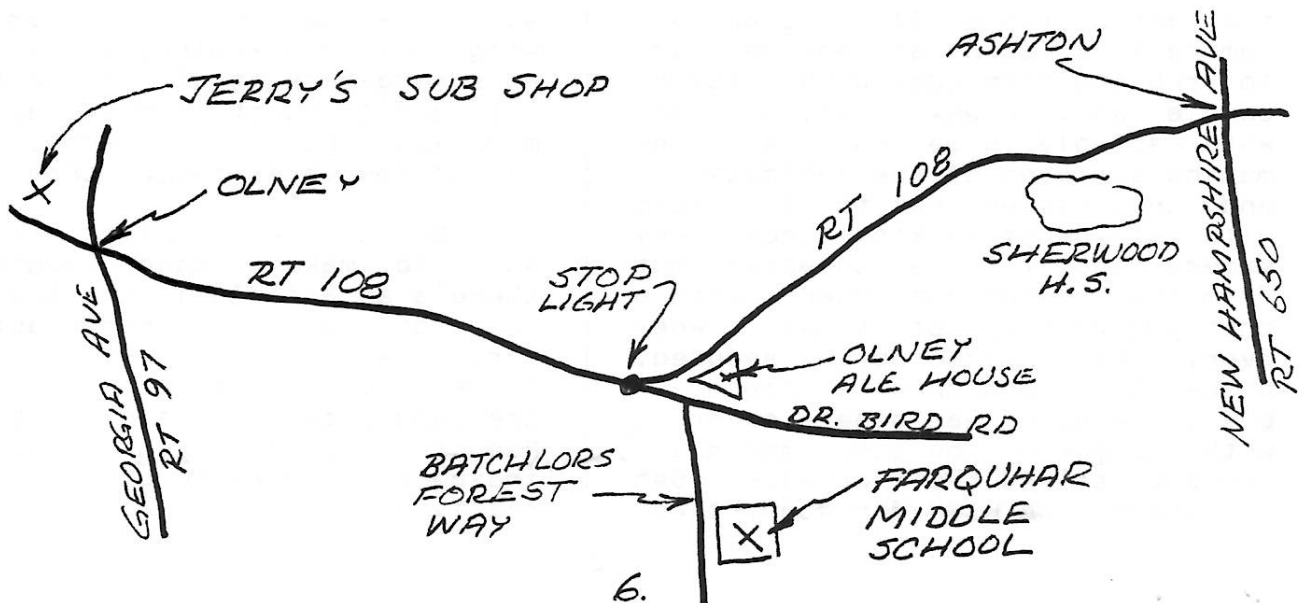 ASHTON
JERRY'S SUB SHOP
OLNEY
RT 108
RT 108
NEW HAMPSHIRE AVE
RT 650
SHERWOOD
H.S.
STOP
LIGHT
GEORGIA AVE
RT 97
OLNEY
ALE HOUSE
DR. BIRD RD
BATCHLORS
FOREST
WAY
FARQUHAR
MIDDLE
SCHOOL
6.